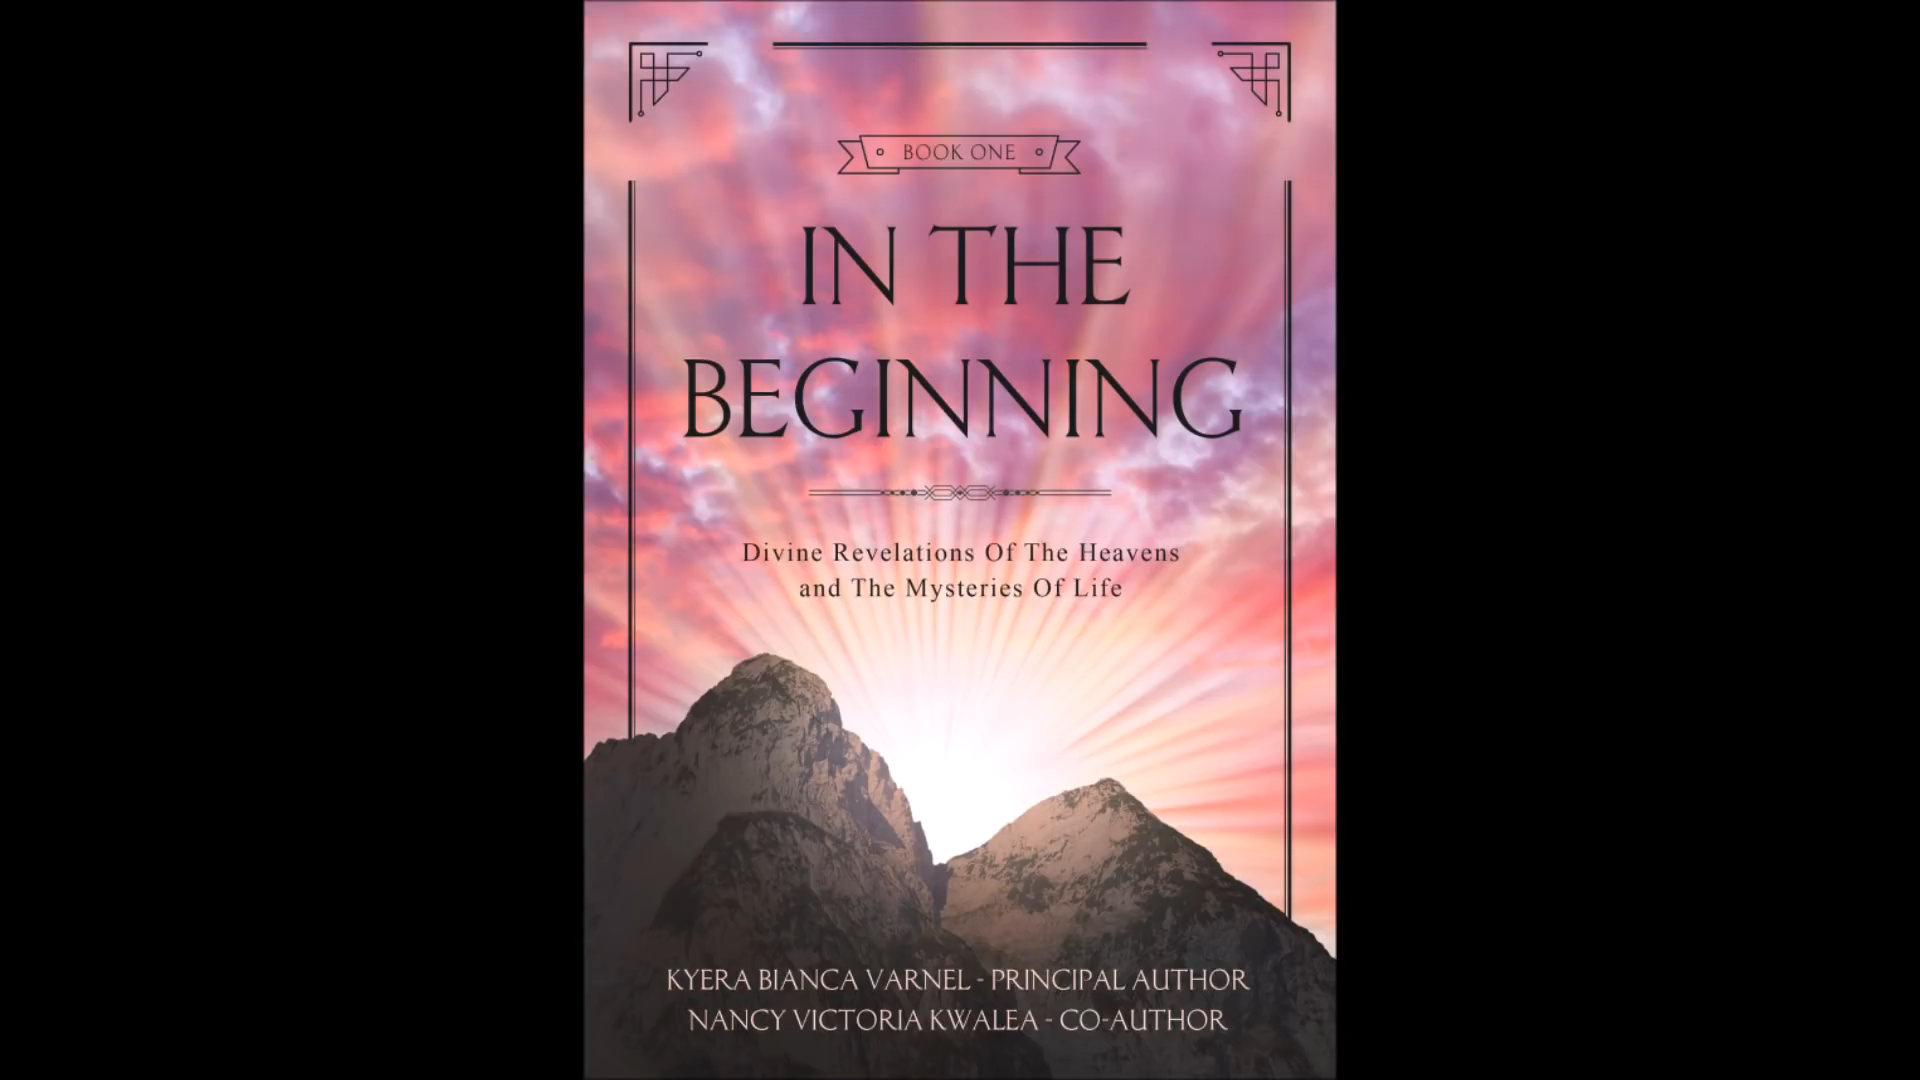 BOOK ONE
IN THE
BEGINNING
Divine Revelations Of The Heavens
and The Mysteries Of Life
KYERA BIANCA VARNEL - PRINCIPAL AUTHOR
NANCY VICTORIA KWALEA - CO-AUTHOR